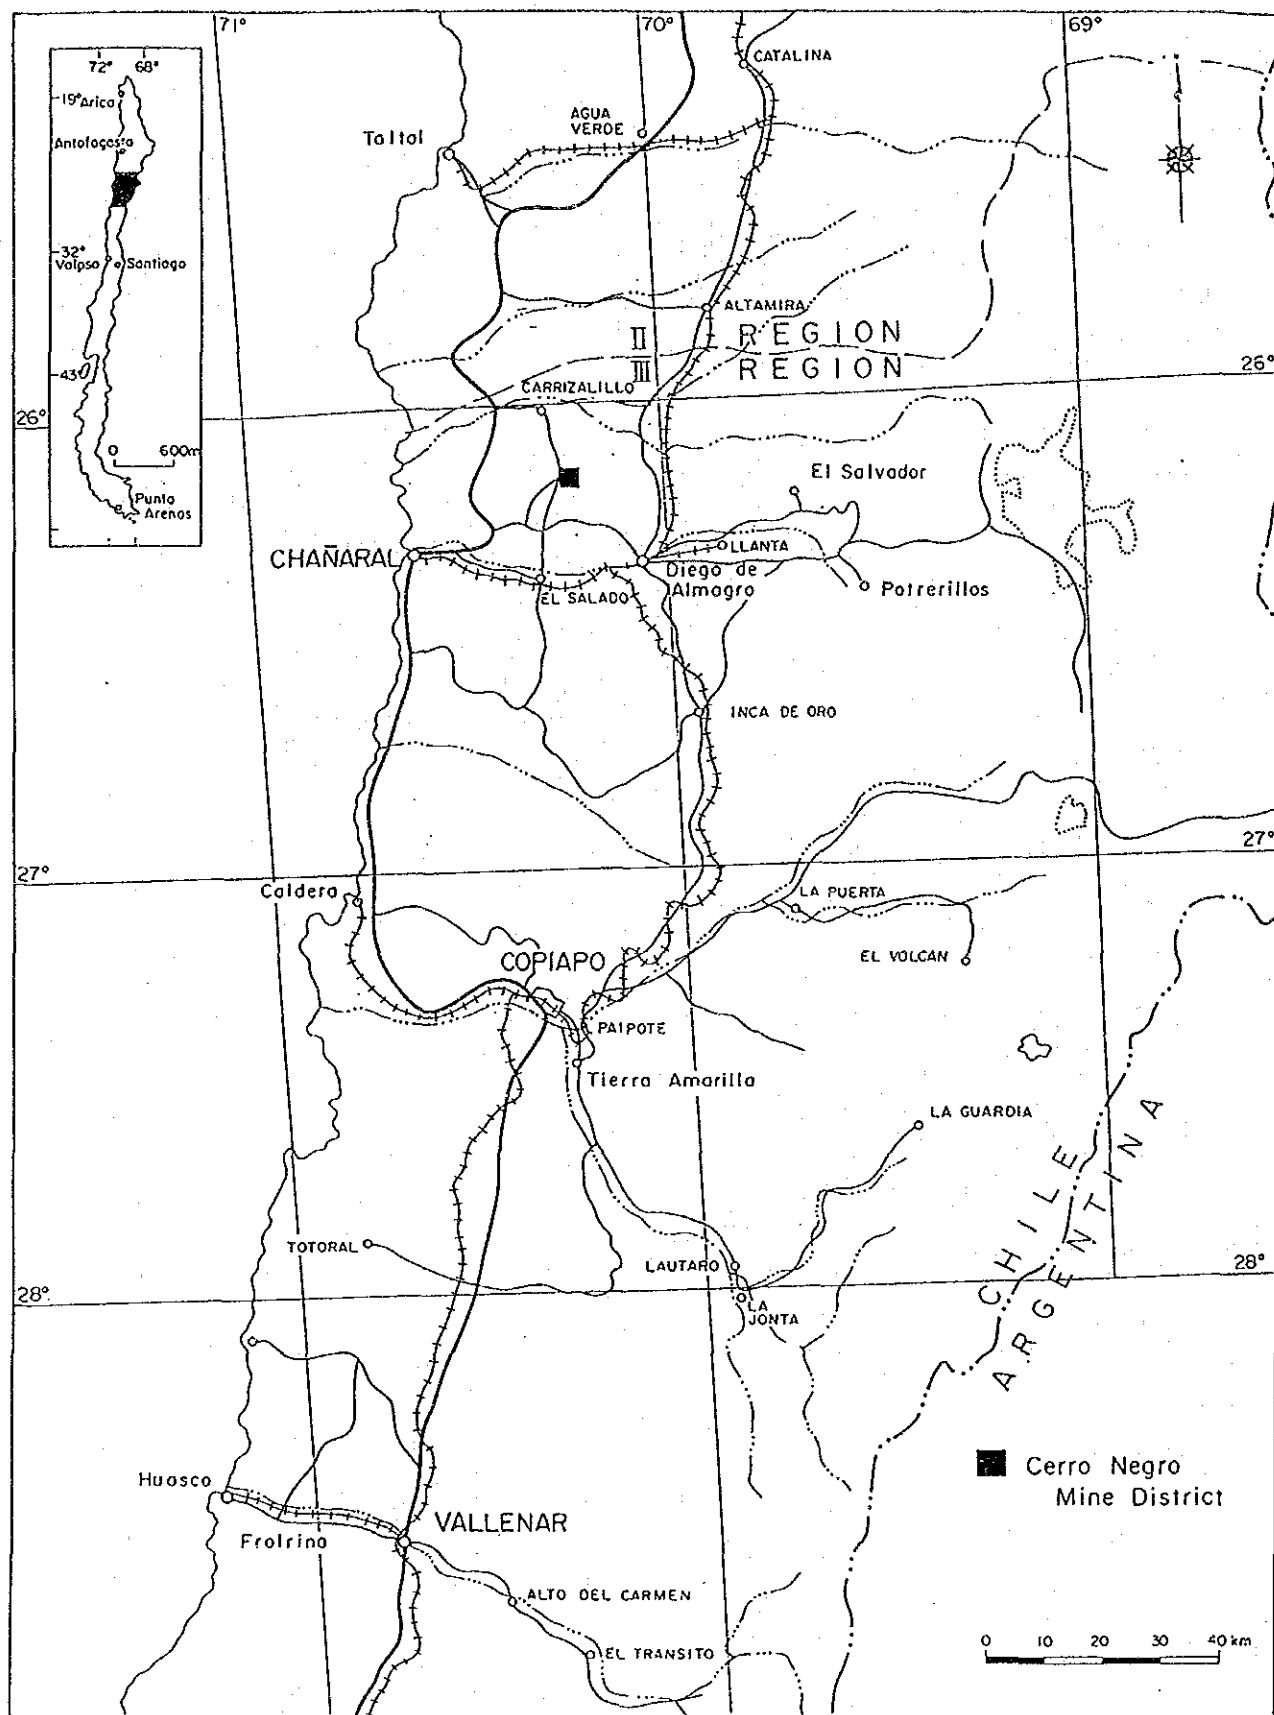 71°
70°
69°
72° 68°
19° Arica
Antofagasta
32°
Valpso Santiago
43°
0 600m
Punta
Arenas
CATALINA
AGUA
VERDE
Taltal
ALTAMIRA
II REGION
III REGION
CARRIZALILLO
26°
26°
El Salvador
CHAÑARAL
LLANTA
Diego de
Almagro
EL SALADO
Potrerillos
INCA DE ORO
27°
27°
Caldera
LA PUERTA
COPIAPO
EL VOLCAN
PAIPOTE
Tierra Amarilla
LA GUARDIA
CHILE
ARGENTINA
TOTORAL
LAUTARO
28°
28°
LA
JONTA
Huasco
Cerro Negro
Mine District
Frolrina
VALLENAR
ALTO DEL CARMEN
EL TRANSITO
0 10 20 30 40 km